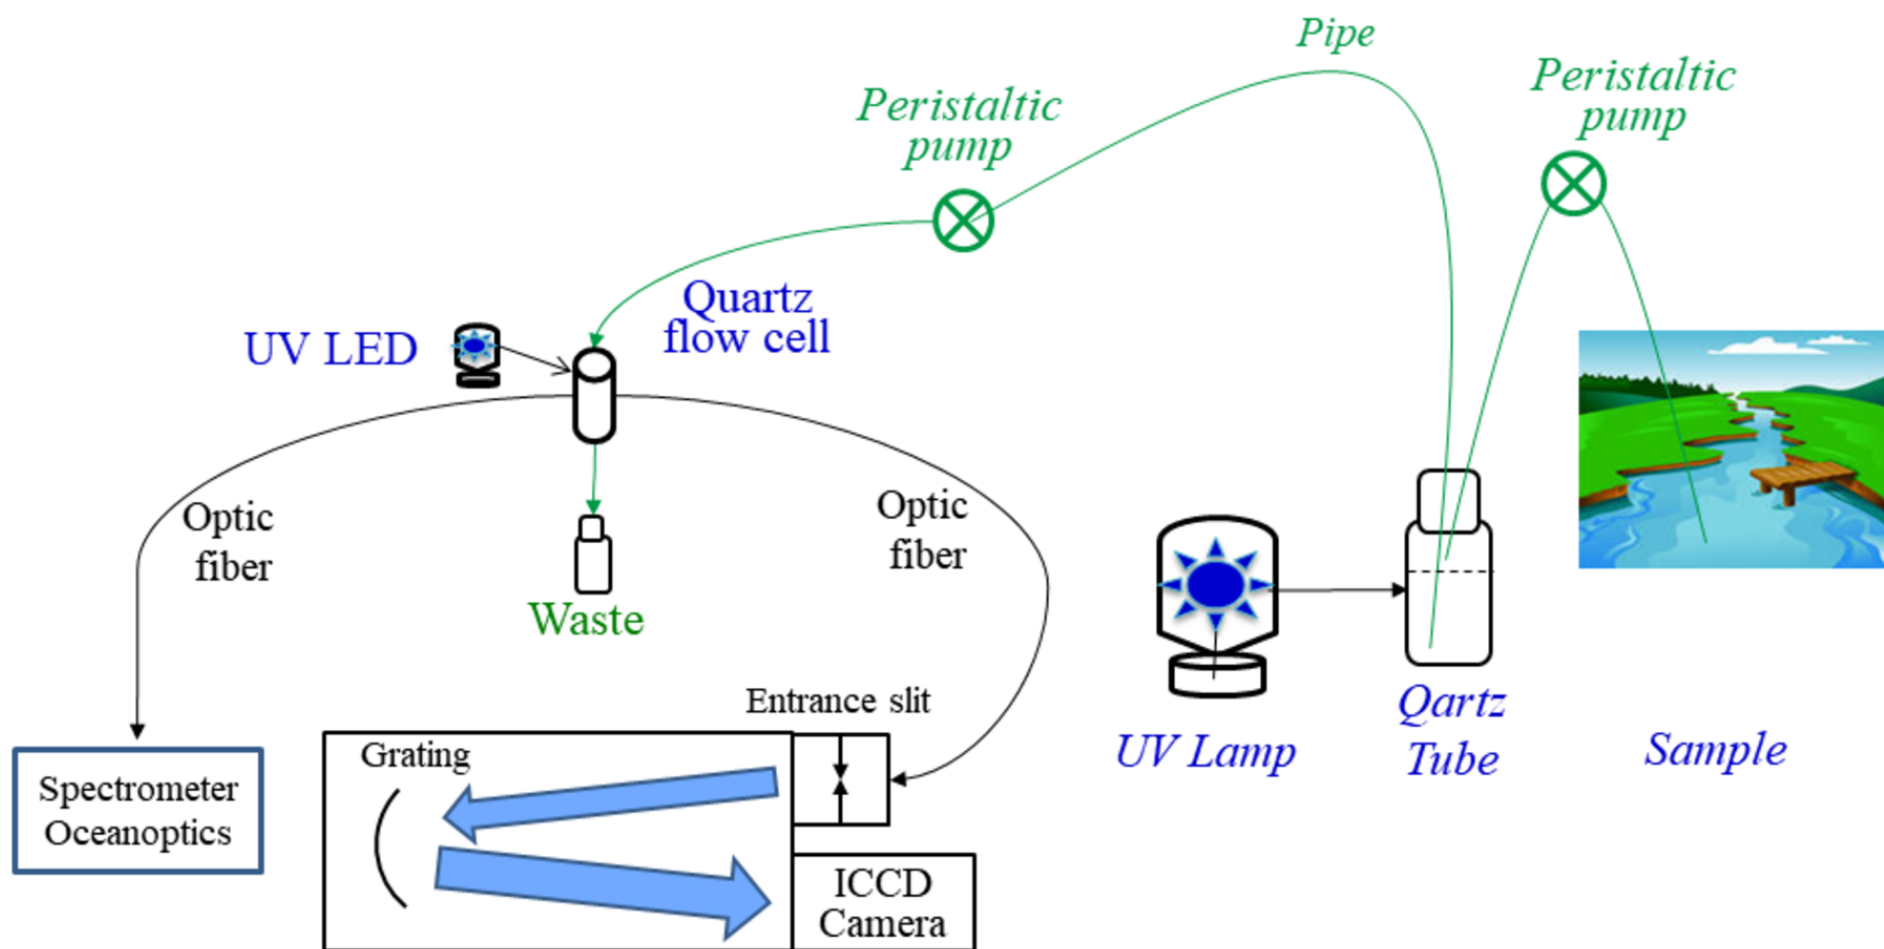 Pipe
Peristaltic
pump
Peristaltic
pump
Quartz
flow cell
UV LED
Optic
fiber
Optic
fiber
Waste
Entrance slit
Grating
Spectrometer
Oceanoptics
ICCD
Camera
UV Lamp
Qartz
Tube
Sample